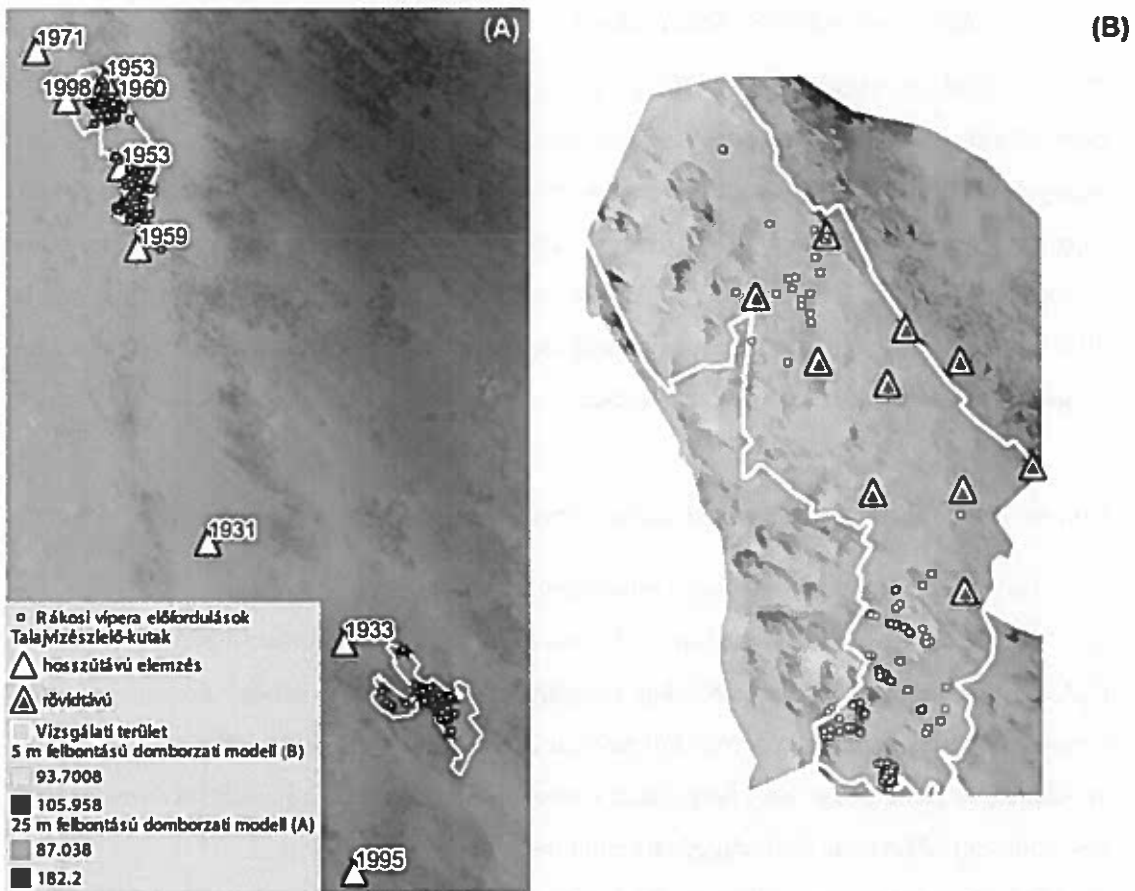 (A)
(B)
1971
1953
1998
1960
1953
1959
1931
1933
1995
Rákosi vípera előfordulások
Talajvízészlelő-kutak
hosszútávú elemzés
rövidtávú
Vizsgálati terület
5 m felbontású domborzati modell (B)
93.7008
105.958
25 m felbontású domborzati modell (A)
87.038
182.2